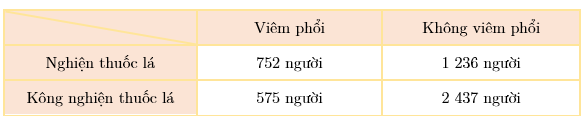 Viêm phổi Không viêm phổi
Nghiện thuốc lá 752 người 1 236 người
Kông nghiện thuốc lá 575 người 2 437 người